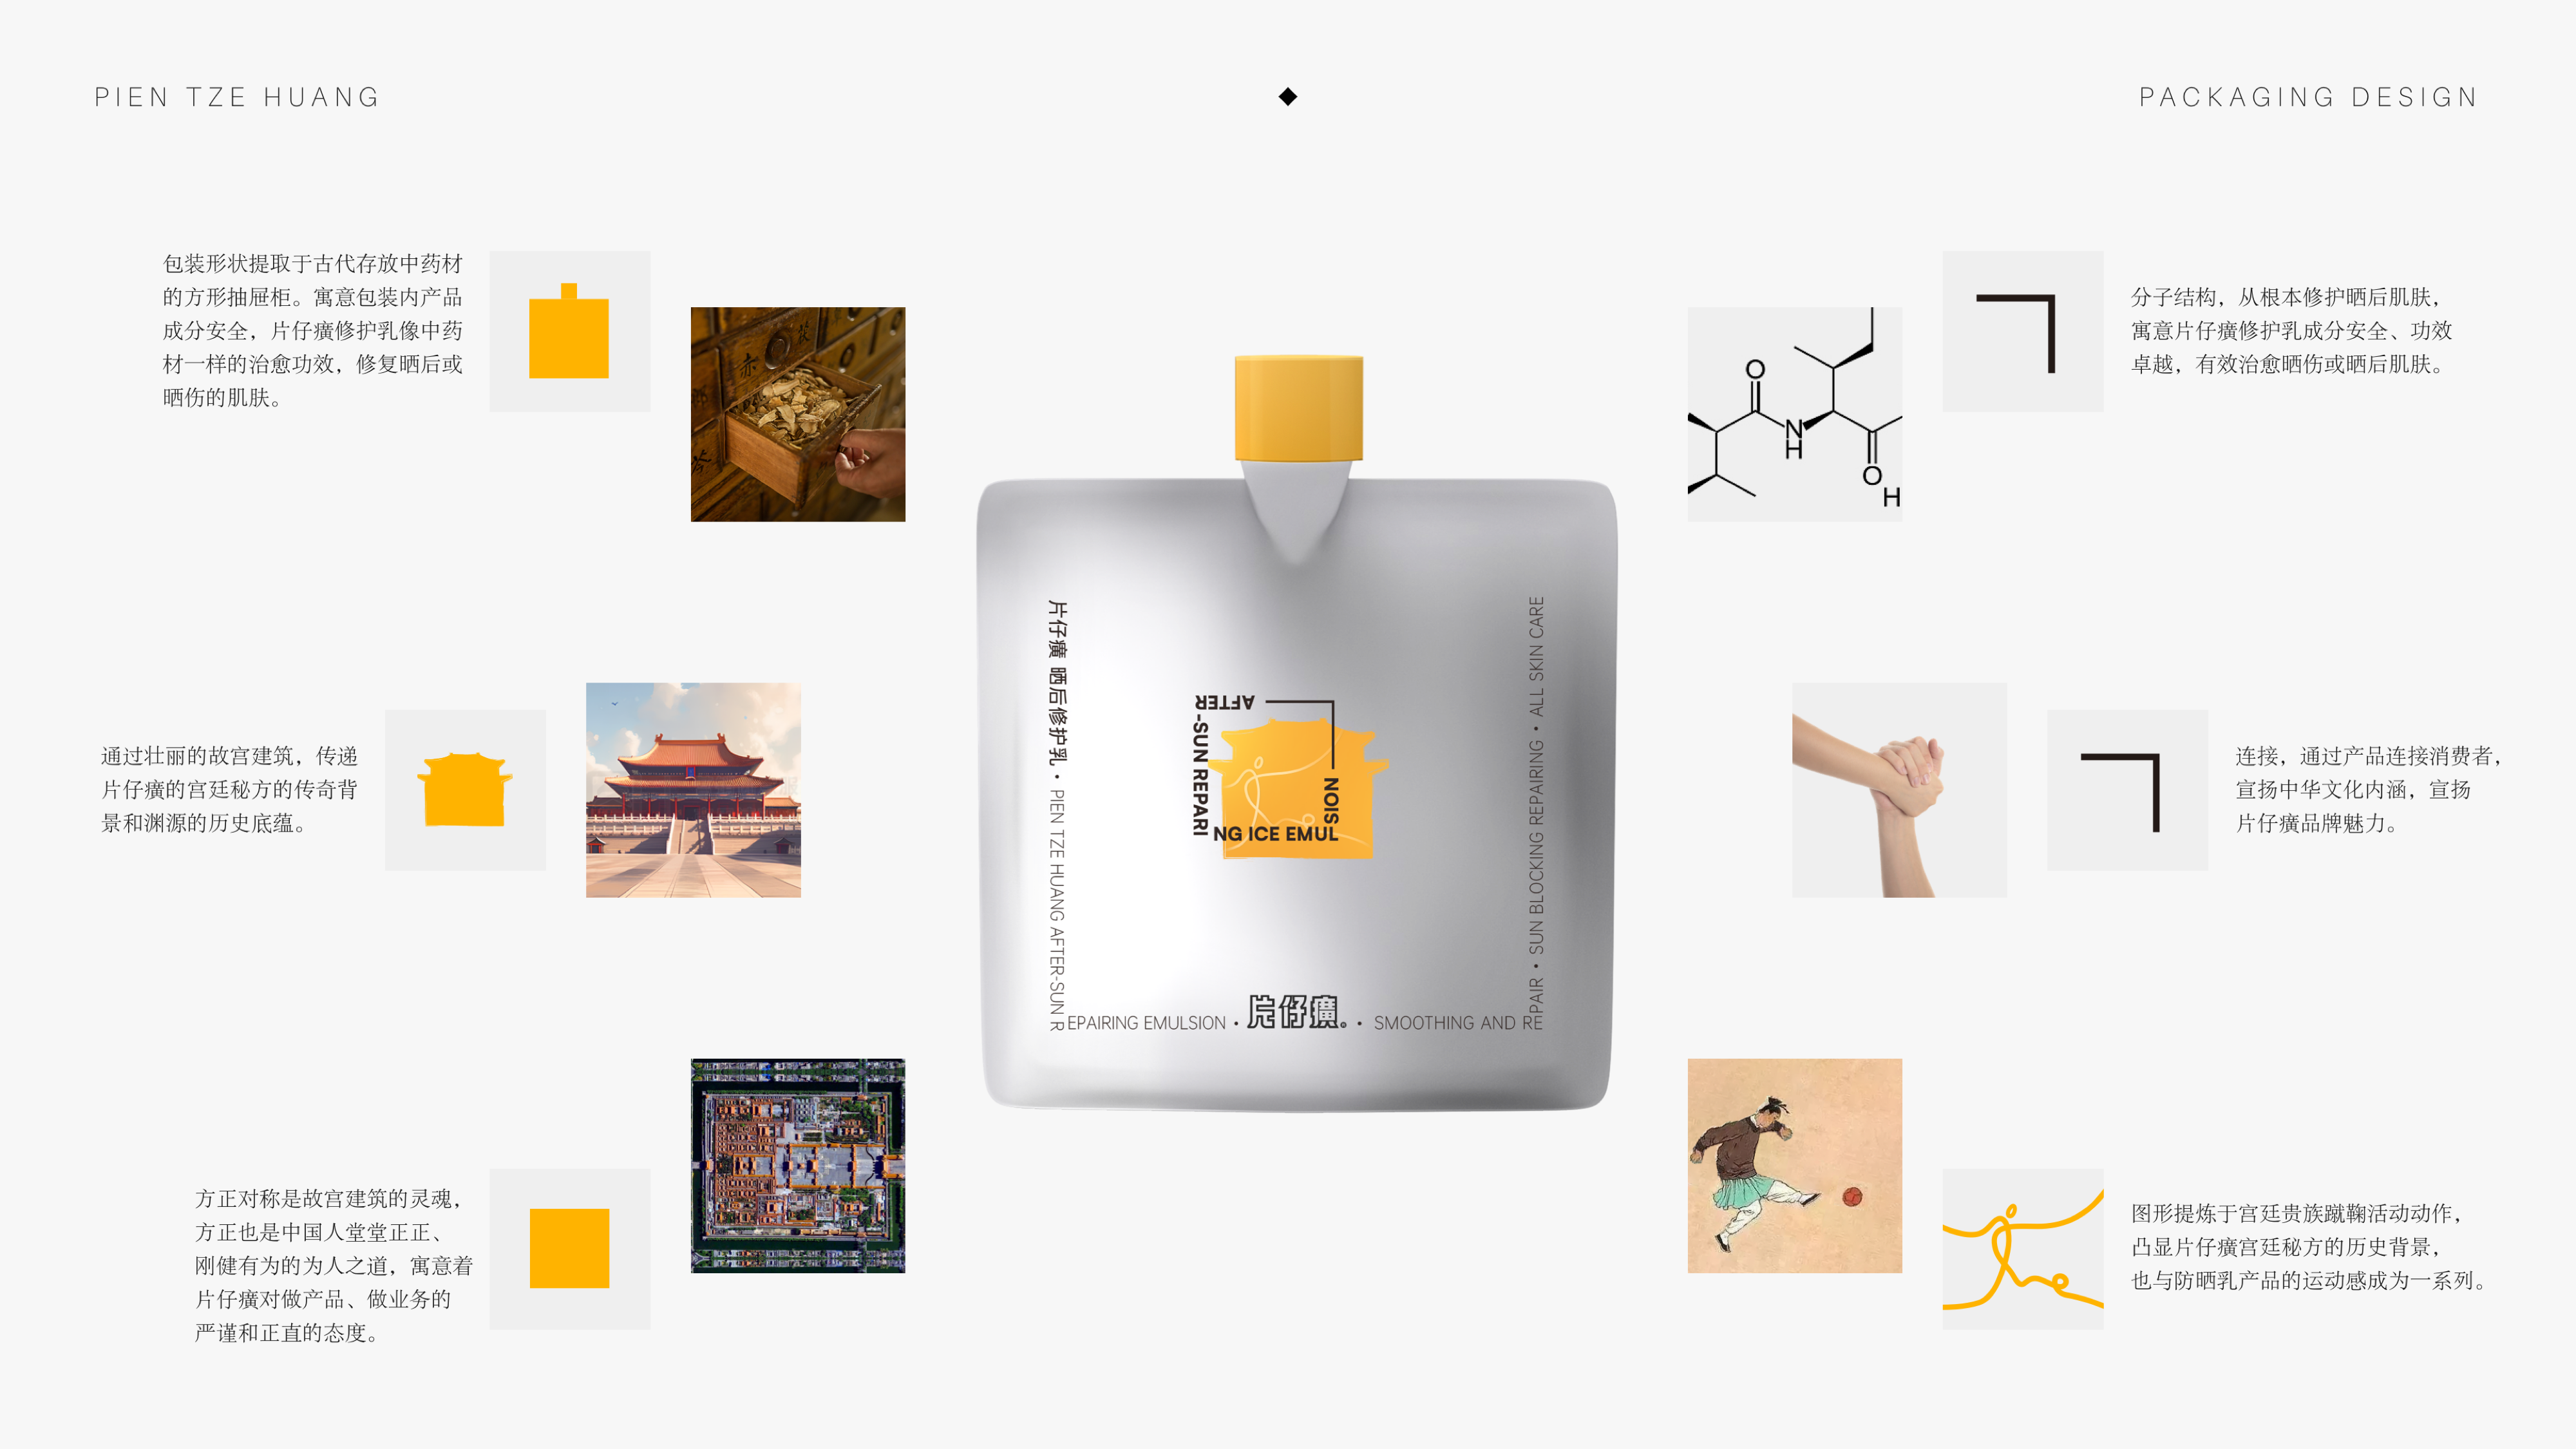 PIEN TZE HUANG
PACKAGING DESIGN
包装形状提取于古代存放中药材
的方形抽屉柜。寓意包装内产品
成分安全，片仔癀修护乳像中药
材一样的治愈功效，修复晒后或
晒伤的肌肤。
赤
通过壮丽的故宫建筑，传递
片仔癀的宫廷秘方的传奇背
景和渊源的历史底蕴。
方正对称是故宫建筑的灵魂，
方正也是中国人堂堂正正、
刚健有为的为人之道，寓意着
片仔癀对做产品、做业务的
严谨和正直的态度。
片仔癀 晒后修护乳 • PIEN TZE HUANG AFTER-SUN R
EPAIRING EMULSION • 片仔癀 • SMOOTHING AND RE
PAIR • SUN BLOCKING REPAIRING • ALL SKIN CARE
AFTER
-SUN REPARI
NG ICE EMUL
SION
O
N
H
O
H
分子结构，从根本修护晒后肌肤，
寓意片仔癀修护乳成分安全、功效
卓越，有效治愈晒伤或晒后肌肤。
连接，通过产品连接消费者，
宣扬中华文化内涵，宣扬
片仔癀品牌魅力。
图形提炼于宫廷贵族蹴鞠活动动作，
凸显片仔癀宫廷秘方的历史背景，
也与防晒乳产品的运动感成为一系列。